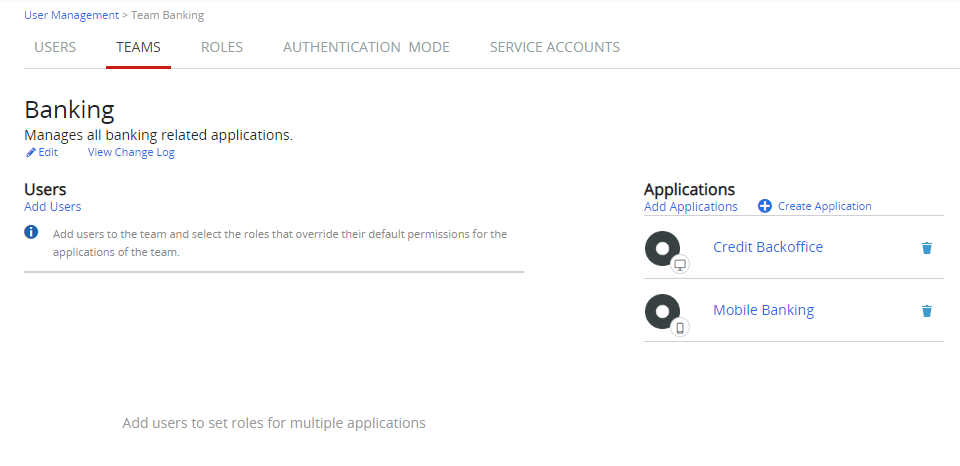 User Management > Team Banking
USERS TEAMS ROLES AUTHENTICATION MODE SERVICE ACCOUNTS
Banking
Manages all banking related applications.
Edit View Change Log
Users
Add Users
Add users to the team and select the roles that override their default permissions for the
applications of the team.
Applications
Add Applications Create Application
Credit Backoffice
Mobile Banking
Add users to set roles for multiple applications